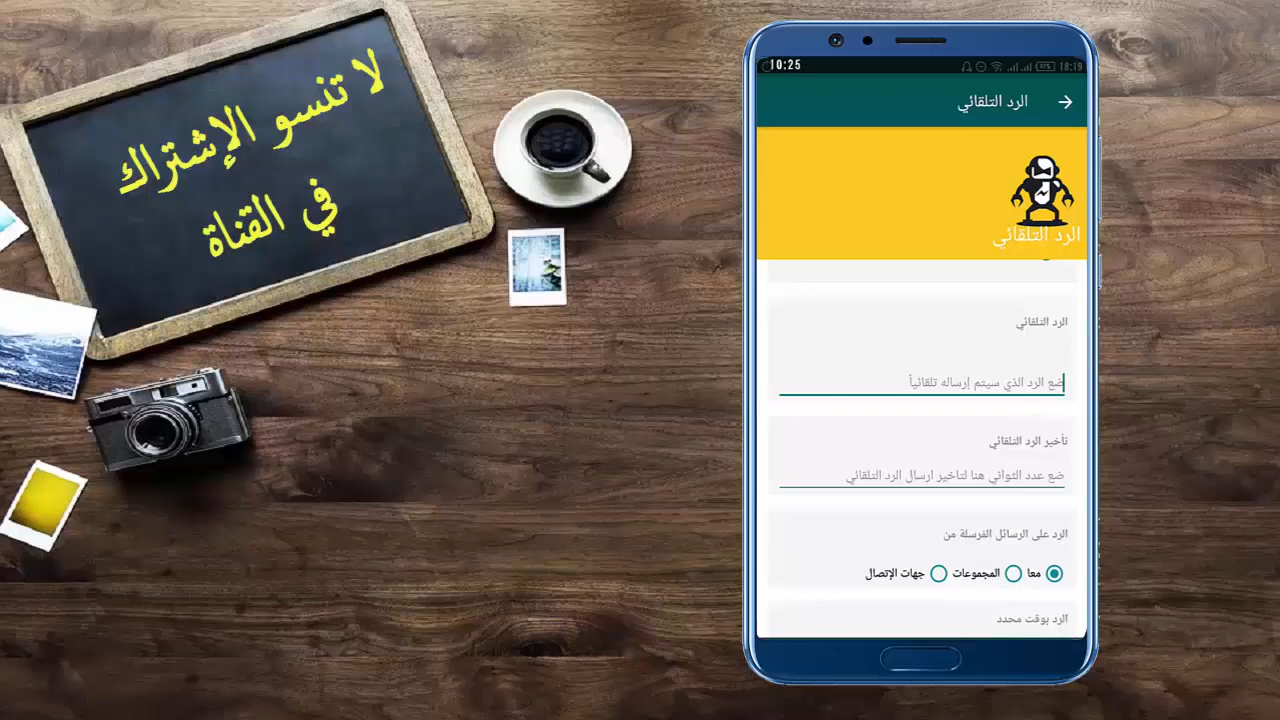 لا تنسو الإشتراك
في القناة
10:25
97% 18:19
الرد التلقائي
الرد التلقائي
الرد التلقائي
ضع الرد الذي سيتم إرساله تلقائياً
تأخير الرد التلقائي
ضع عدد الثواني هنا لتاخير ارسال الرد التلقائي
الرد على الرسائل الفرسلة من
معا المجموعات جهات الإتصال
الرد بوقت محدد